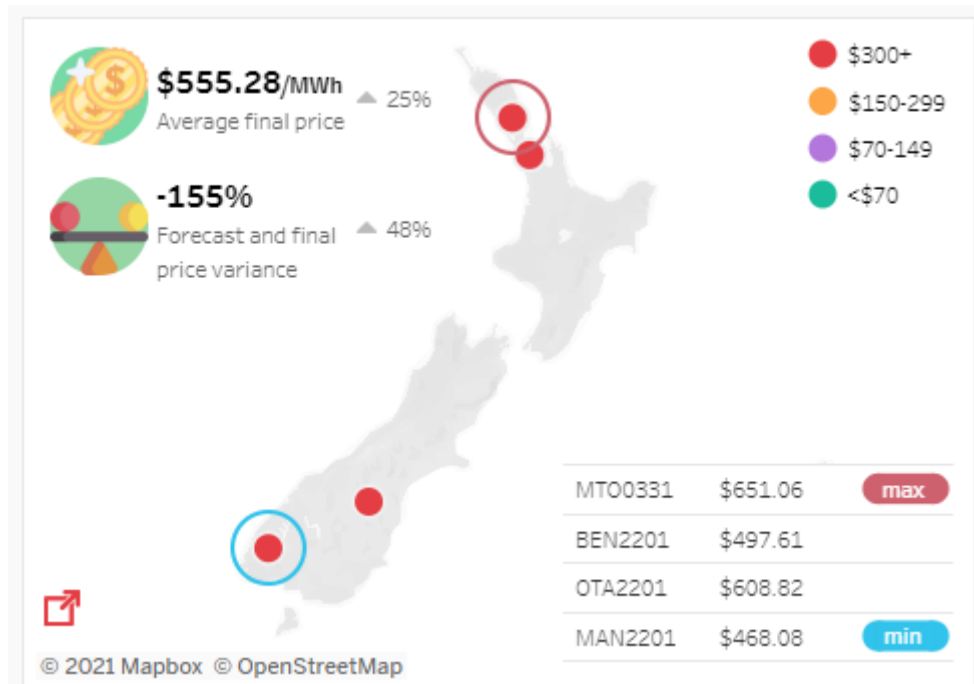 $555.28/MWh
25%
Average final price
-155%
Forecast and final
48%
price variance
$300+
$150-299
$70-149
<$70
MTO0331 $651.06 max
BEN2201 $497.61
OTA2201 $608.82
MAN2201 $468.08 min
© 2021 Mapbox © OpenStreetMap